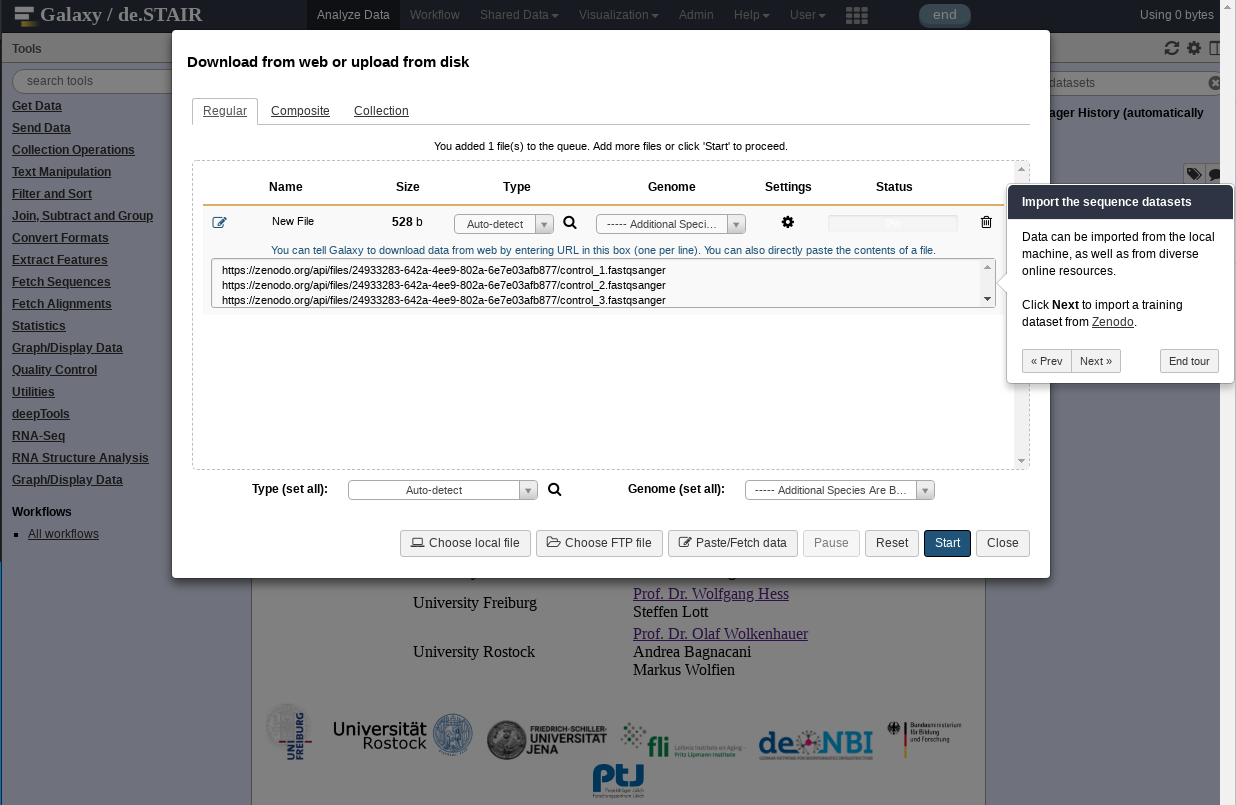 Galaxy / de.STAIR
Analyze Data
Workflow
Shared Data
Visualization
Admin
Help
User
end
Using 0 bytes
Tools
search tools
Get Data
Send Data
Collection Operations
Text Manipulation
Filter and Sort
Join, Subtract and Group
Convert Formats
Extract Features
Fetch Sequences
Fetch Alignments
Statistics
Graph/Display Data
Quality Control
Utilities
deepTools
RNA-Seq
RNA Structure Analysis
Graph/Display Data
Workflows
All workflows
Download from web or upload from disk
Regular
Composite
Collection
You added 1 file(s) to the queue. Add more files or click 'Start' to proceed.
Name Size Type Genome Settings Status
New File 528 b Auto-detect ----- Additional Speci…
You can tell Galaxy to download data from web by entering URL in this box (one per line). You can also directly paste the contents of a file.
https://zenodo.org/api/files/24933283-642a-4ee9-802a-6e7e03afb877/control_1.fastqsanger
https://zenodo.org/api/files/24933283-642a-4ee9-802a-6e7e03afb877/control_2.fastqsanger
https://zenodo.org/api/files/24933283-642a-4ee9-802a-6e7e03afb877/control_3.fastqsanger
Type (set all): Auto-detect Genome (set all): ----- Additional Species Are B…
Choose local file
Choose FTP file
Paste/Fetch data
Pause
Reset
Start
Close
datasets
ager History (automatically
Import the sequence datasets
Data can be imported from the local
machine, as well as from diverse
online resources.
Click Next to import a training
dataset from Zenodo.
« Prev
Next »
End tour
University Freiburg
Prof. Dr. Wolfgang Hess
Steffen Lott
University Rostock
Prof. Dr. Olaf Wolkenhauer
Andrea Bagnacani
Markus Wolfien
UNI
FREIBURG
Universität
Rostock
FRIEDRICH-SCHILLER-
UNIVERSITÄT
JENA
fli
Leibniz Institute on Aging –
Fritz Lipmann Institute
de NBI
Bundesministerium
für Bildung
und Forschung
PtJ